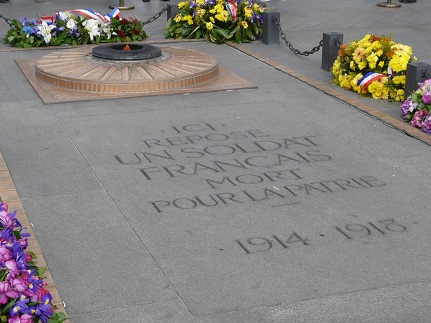 · ICI ·
REPOSE
UN SOLDAT
FRANÇAIS
MORT
POUR LA PATRIE
· 1914 · 1918 ·